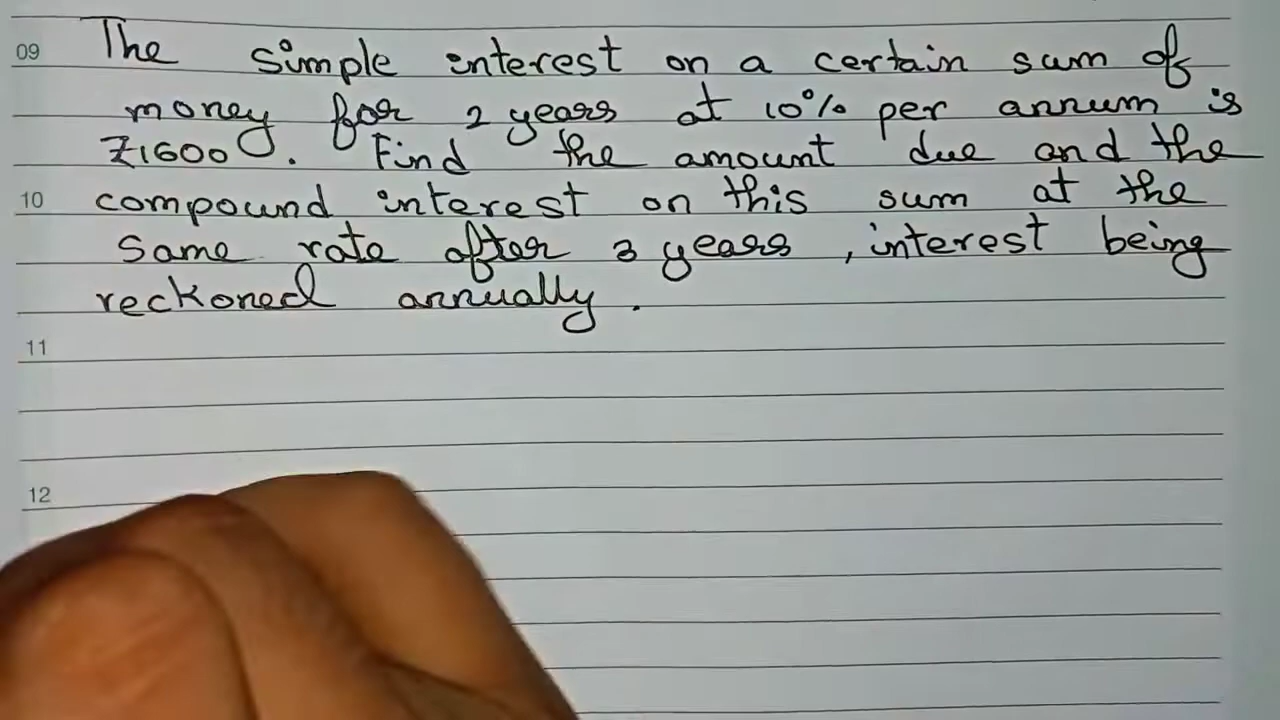 09 The simple interest on a certain sum of
money for 2 years at 10% per annum is
₹1600. Find the amount due and the
10 compound interest on this sum at the
same rate after 3 years, interest being
reckoned annually.
11
12